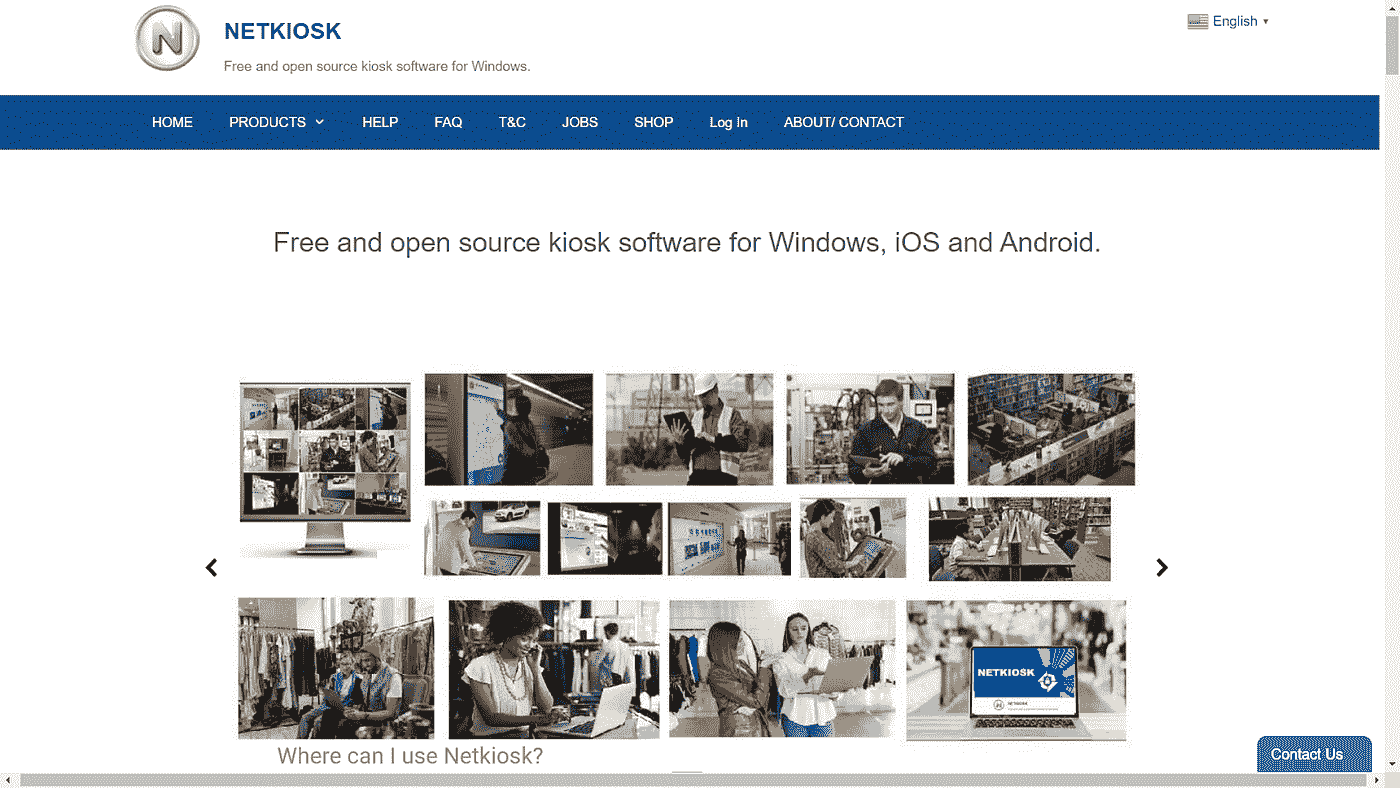 N
NETKIOSK
Free and open source kiosk software for Windows.
English ▾
HOME
PRODUCTS
HELP
FAQ
T&C
JOBS
SHOP
Log in
ABOUT/ CONTACT
Free and open source kiosk software for Windows, iOS and Android.
NETKIOSK
Where can I use Netkiosk?
Contact Us